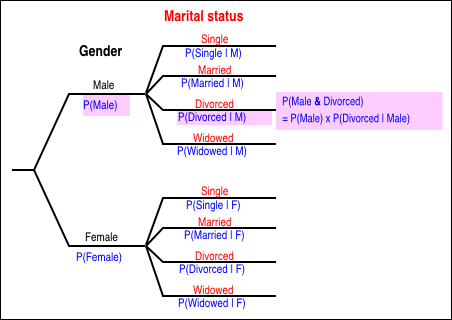 Marital status
Gender
Single
P(Single | M)
Married
P(Married | M)
Male
P(Male)
Divorced
P(Divorced | M)
P(Male & Divorced)
= P(Male) x P(Divorced | Male)
Widowed
P(Widowed | M)
Single
P(Single | F)
Married
P(Married | F)
Female
P(Female)
Divorced
P(Divorced | F)
Widowed
P(Widowed | F)